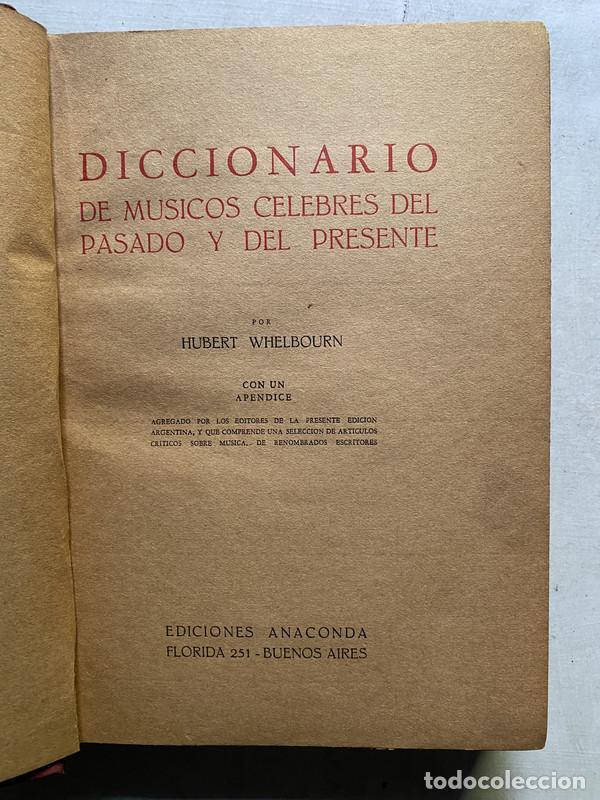 DICCIONARIO
DE MUSICOS CELEBRES DEL
PASADO Y DEL PRESENTE
POR
HUBERT WHELBOURN
CON UN
APENDICE
AGREGADO POR LOS EDITORES DE LA PRESENTE EDICION
ARGENTINA, Y QUE COMPRENDE UNA SELECCION DE ARTICULOS
CRITICOS SOBRE MUSICA, DE RENOMBRADOS ESCRITORES
EDICIONES ANACONDA
FLORIDA 251 - BUENOS AIRES
todocoleccion